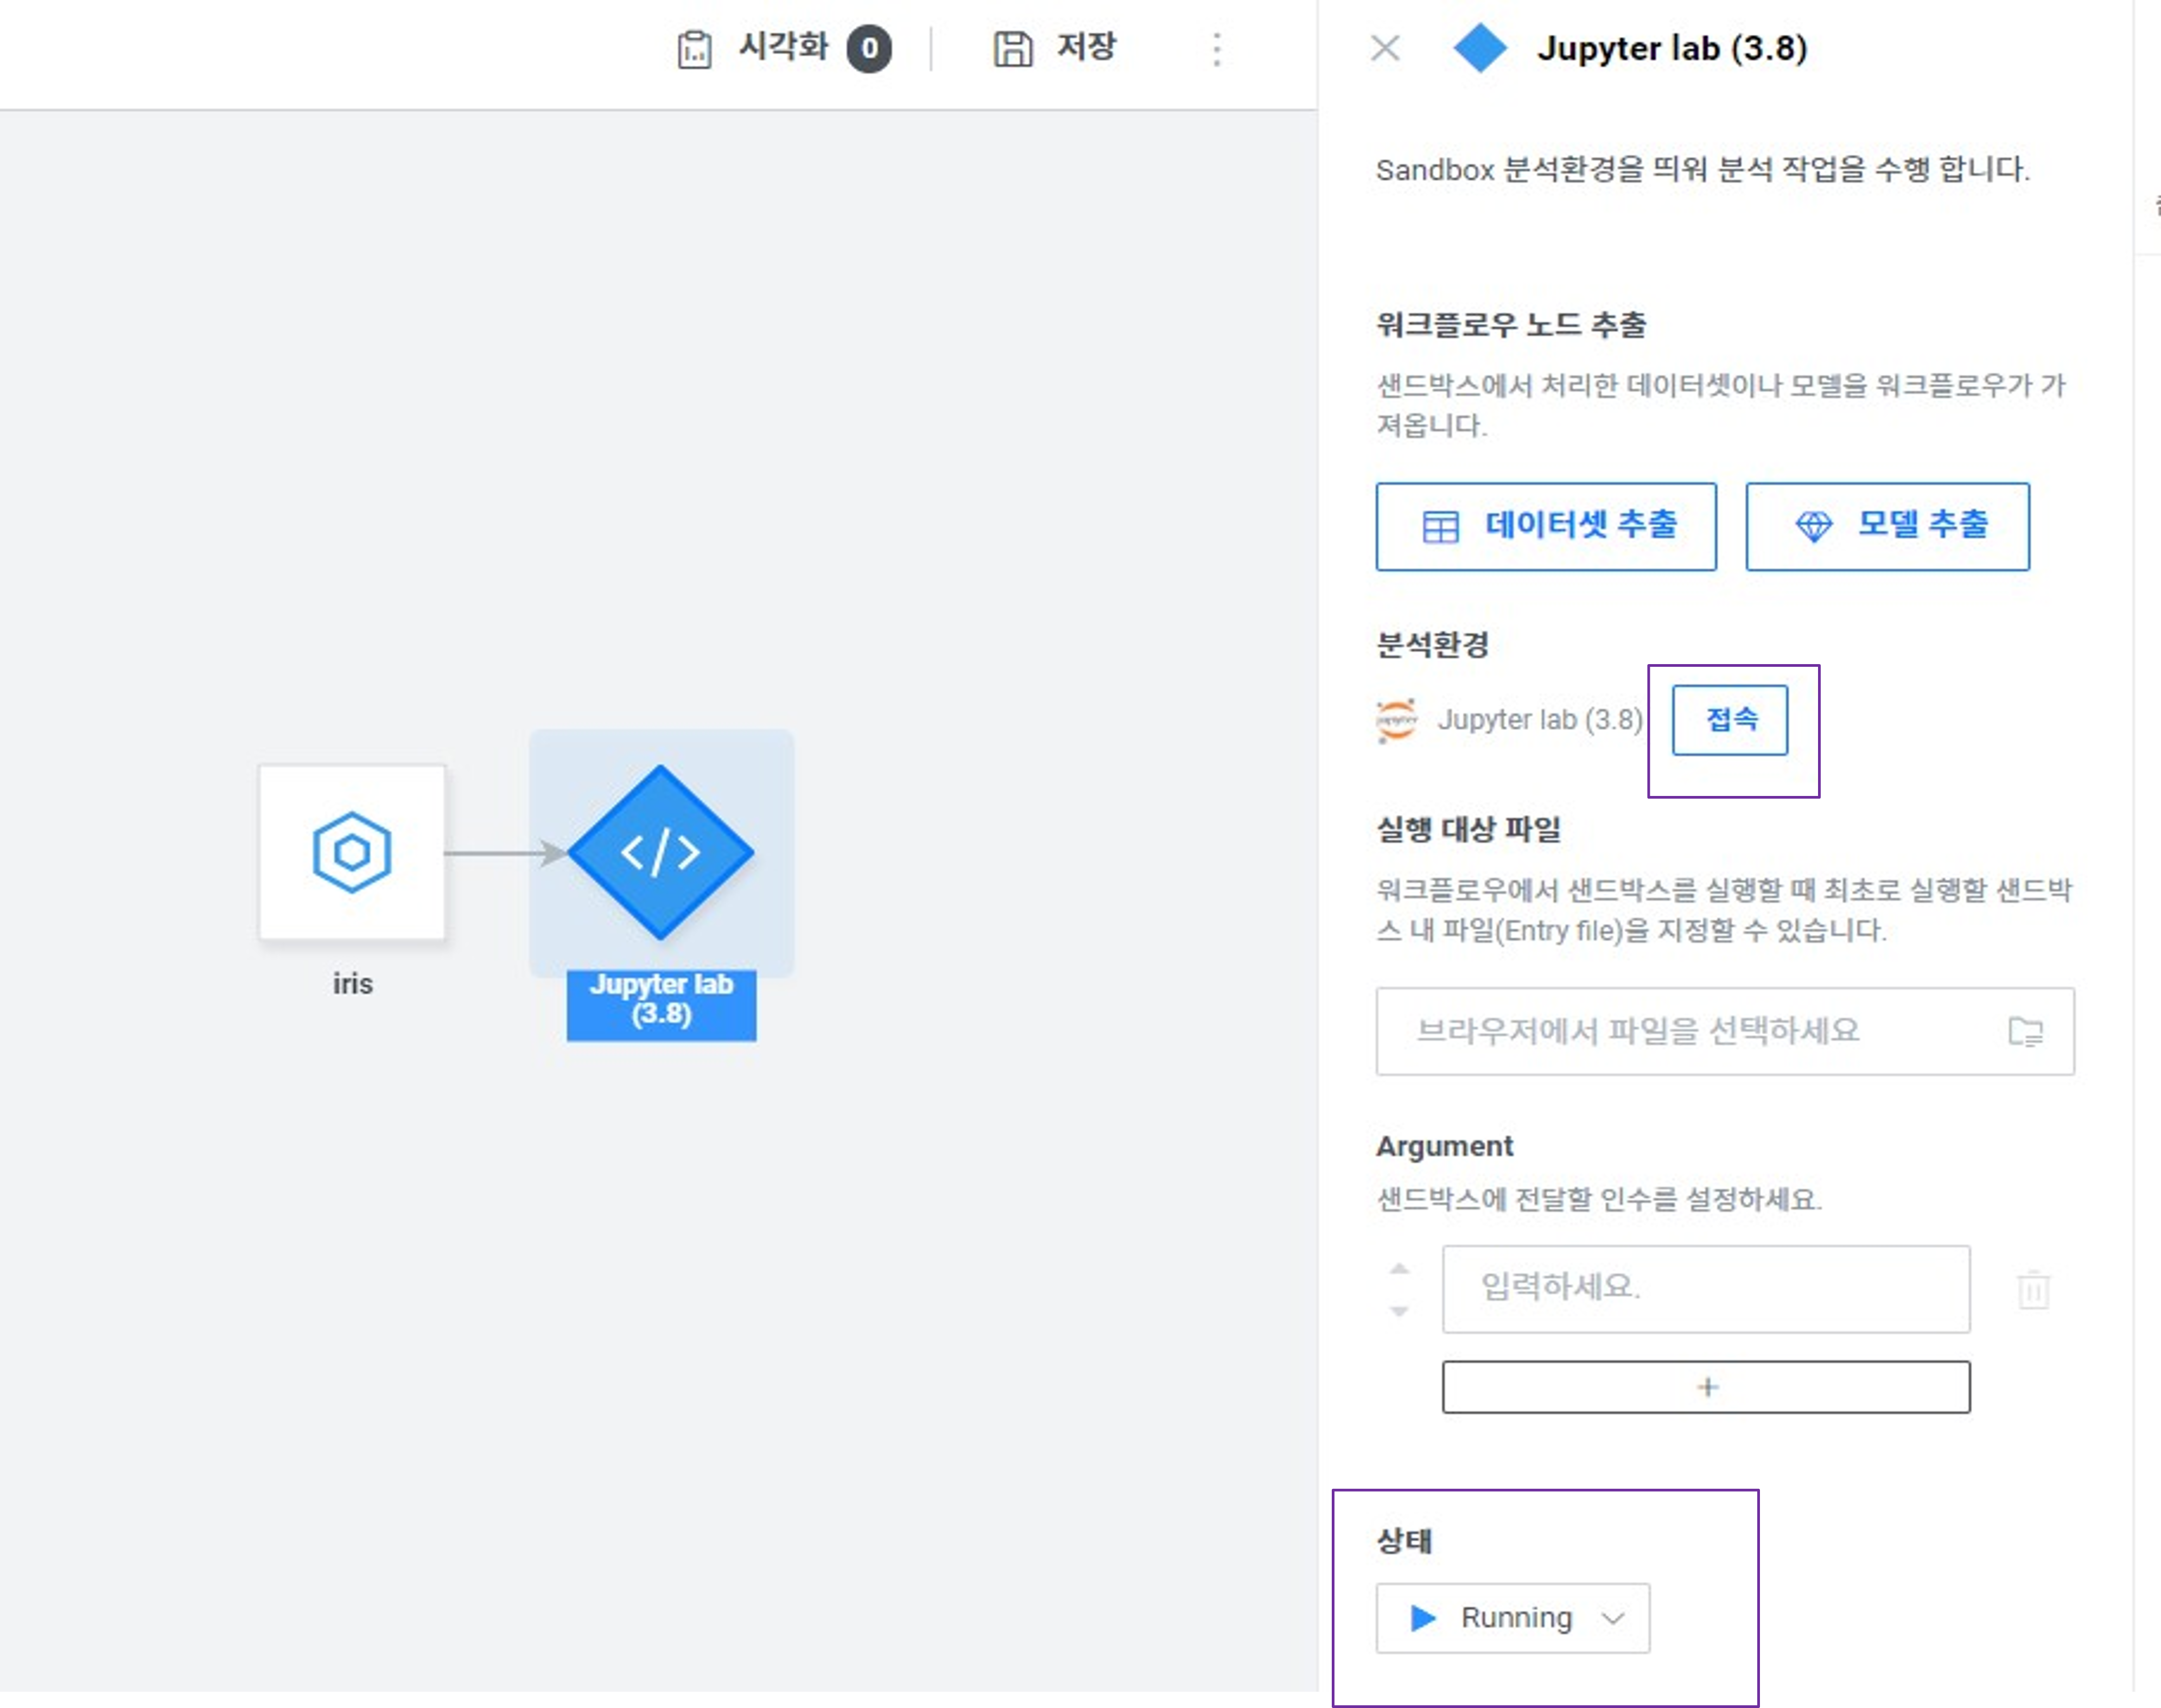 시각화 0
저장
Jupyter lab (3.8)
Sandbox 분석환경을 띄워 분석 작업을 수행 합니다.
워크플로우 노드 추출
샌드박스에서 처리한 데이터셋이나 모델을 워크플로우가 가
져옵니다.
데이터셋 추출
모델 추출
분석환경
jupyter Jupyter lab (3.8)
접속
실행 대상 파일
워크플로우에서 샌드박스를 실행할 때 최초로 실행할 샌드박
스 내 파일(Entry file)을 지정할 수 있습니다.
브라우저에서 파일을 선택하세요
iris
Jupyter lab
(3.8)
Argument
샌드박스에 전달할 인수를 설정하세요.
입력하세요.
+
상태
Running